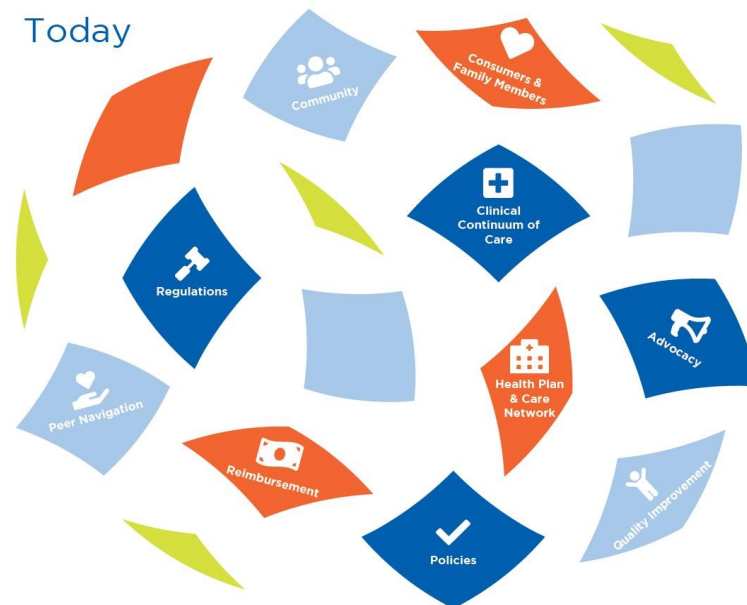 Today
Community
Consumers &
Family Members
Clinical
Continuum of
Care
Regulations
Advocacy
Health Plan
& Care
Network
Peer Navigation
Reimbursement
Quality Improvement
Policies